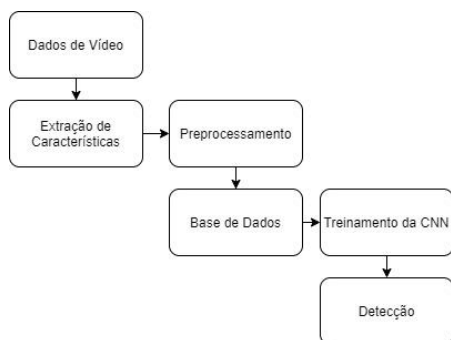 Dados de Vídeo
Extração de
Características
Preprocessamento
Base de Dados
Treinamento da CNN
Detecção